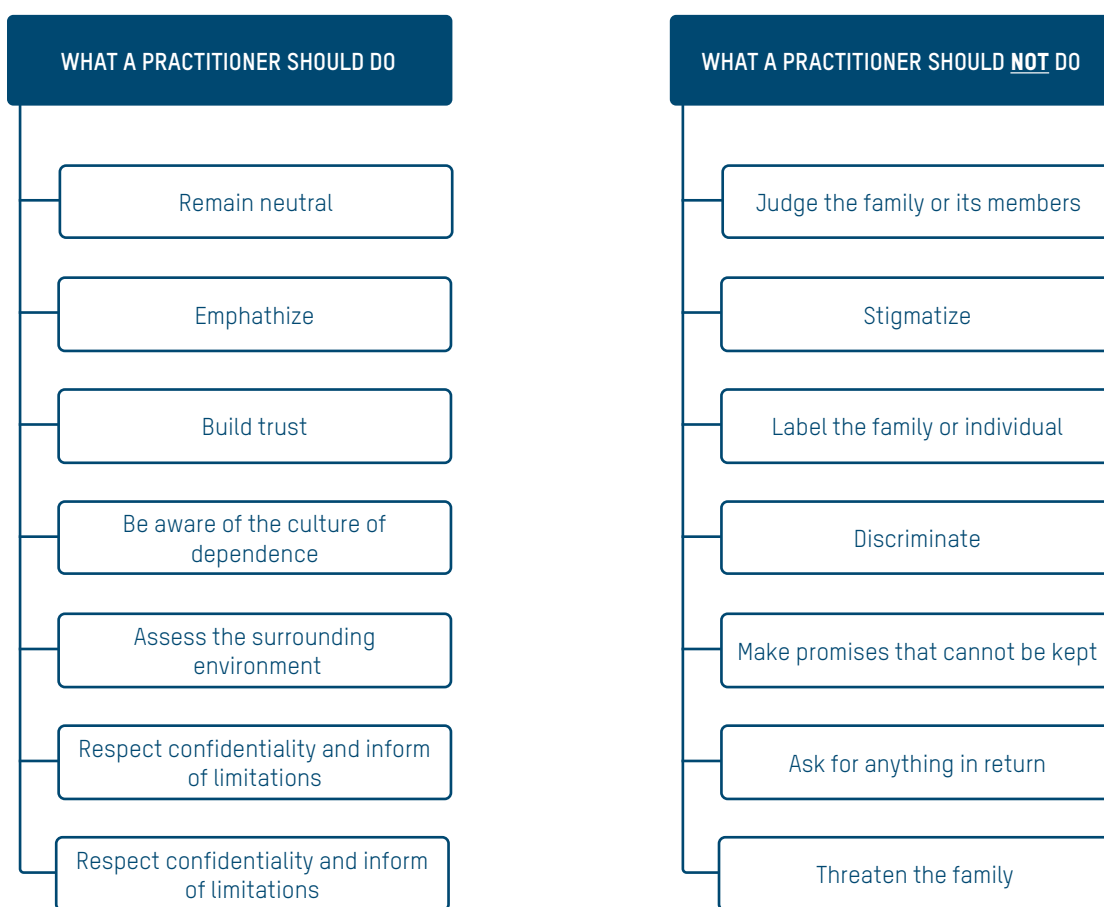 WHAT A PRACTITIONER SHOULD DO
Remain neutral
Emphathize
Build trust
Be aware of the culture of
dependence
Assess the surrounding
environment
Respect confidentiality and inform
of limitations
Respect confidentiality and inform
of limitations
WHAT A PRACTITIONER SHOULD NOT DO
Judge the family or its members
Stigmatize
Label the family or individual
Discriminate
Make promises that cannot be kept
Ask for anything in return
Threaten the family